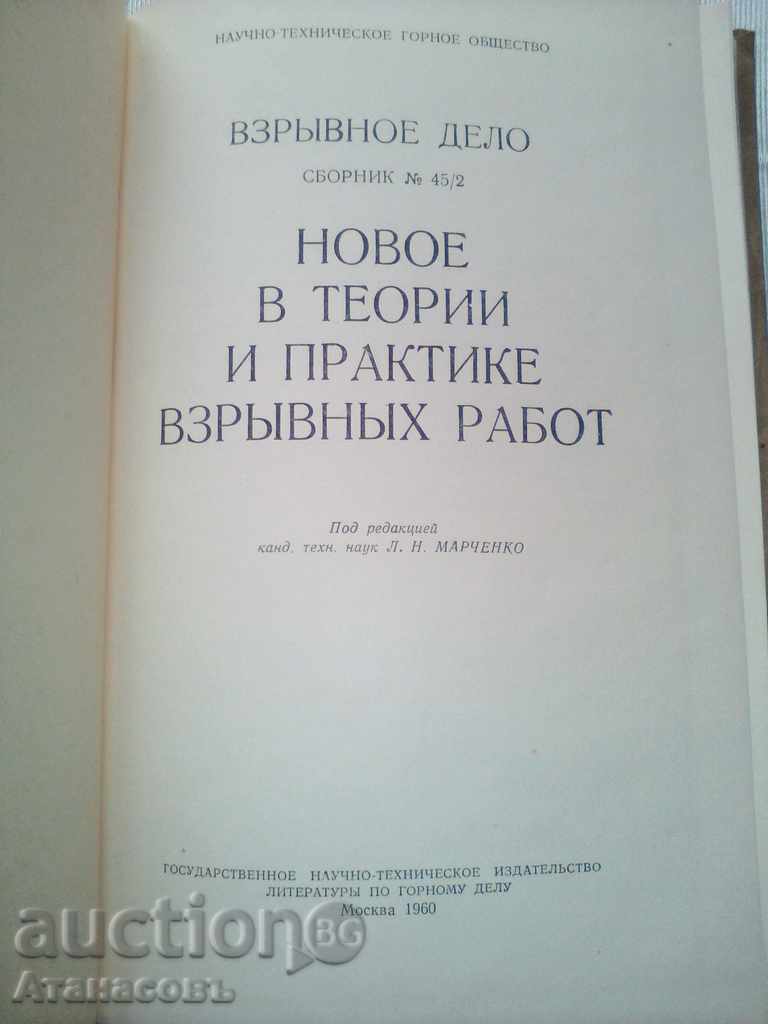 НАУЧНО-ТЕХНИЧЕСКОЕ ГОРНОЕ ОБЩЕСТВО
ВЗРЫВНОЕ ДЕЛО
СБОРНИК № 45/2
НОВОЕ
В ТЕОРИИ
И ПРАКТИКЕ
ВЗРЫВНЫХ РАБОТ
Под редакцией
канд. техн. наук Л. Н. МАРЧЕНКО
ГОСУДАРСТВЕННОЕ НАУЧНО-ТЕХНИЧЕСКОЕ ИЗДАТЕЛЬСТВО
ЛИТЕРАТУРЫ ПО ГОРНОМУ ДЕЛУ
Москва 1960
auction BG
Атанасовъ